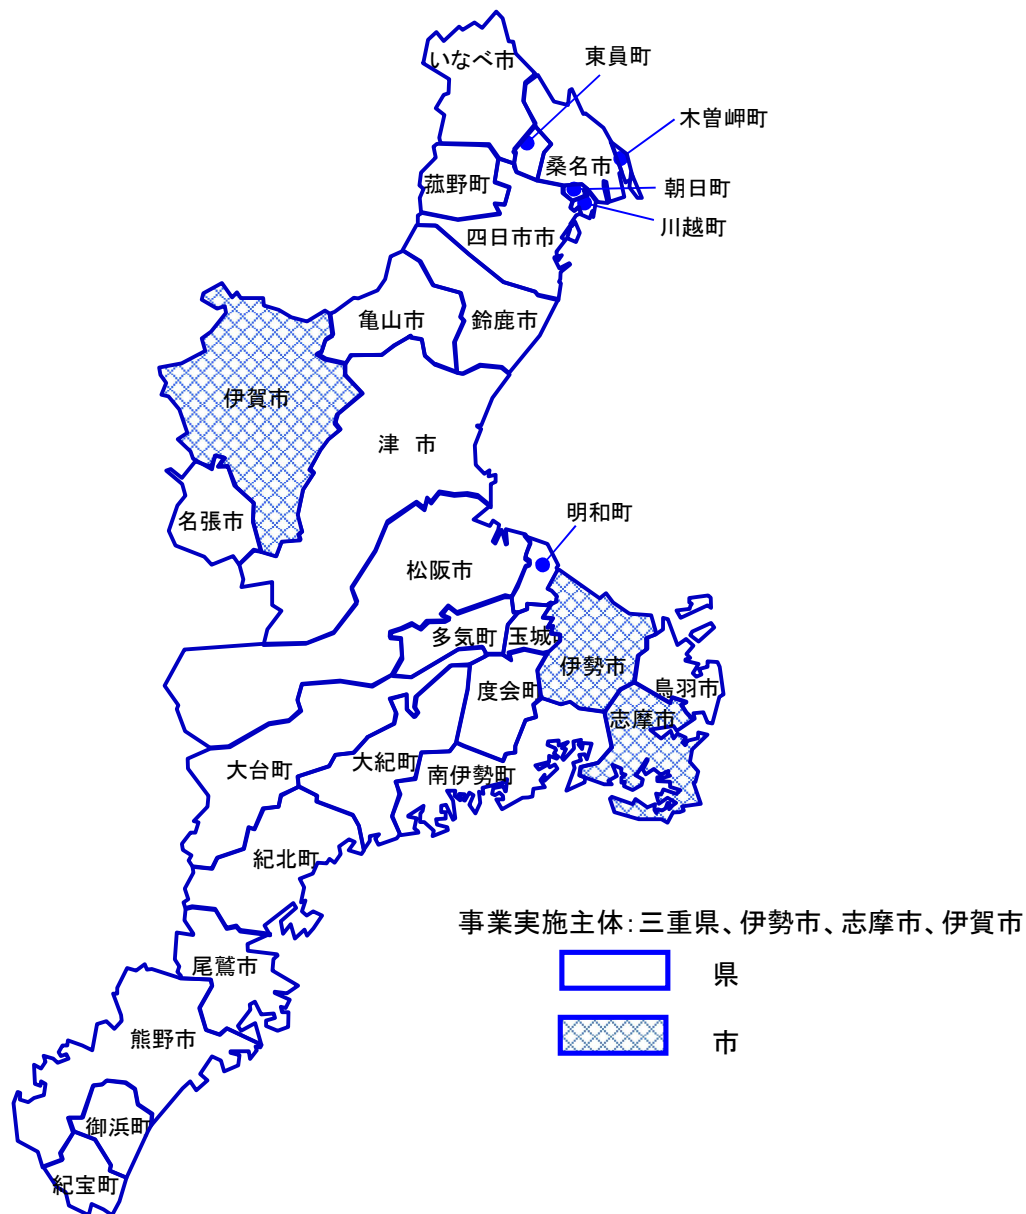 いなべ市
東員町
木曽岬町
桑名市
菰野町
朝日町
川越町
四日市市
亀山市
鈴鹿市
伊賀市
津 市
名張市
明和町
松阪市
多気町
玉城
伊勢市
度会町
鳥羽市
志摩市
大台町
大紀町
南伊勢町
紀北町
事業実施主体：三重県、伊勢市、志摩市、伊賀市
県
尾鷲市
市
熊野市
御浜町
紀宝町